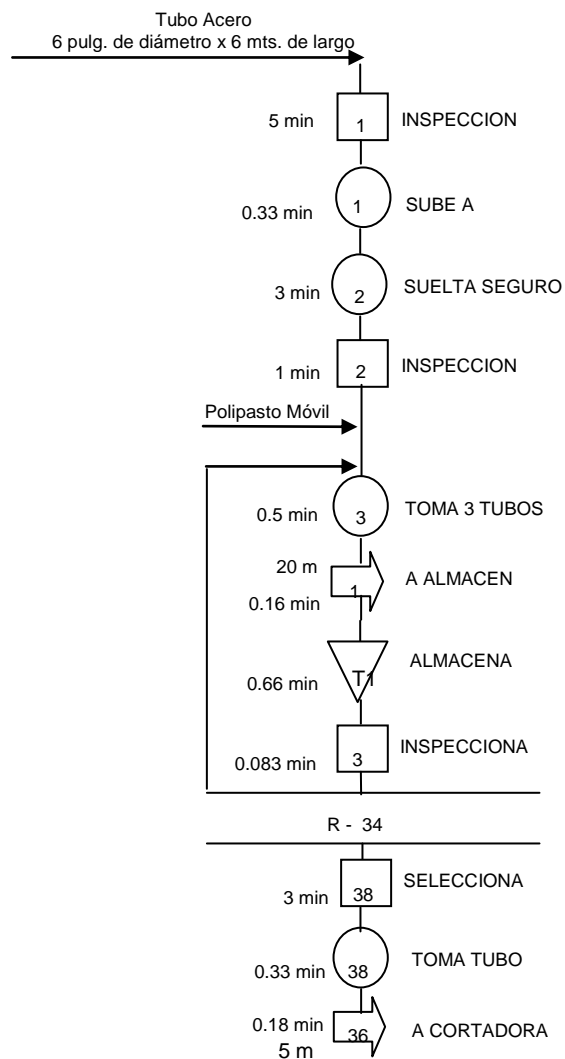 Tubo Acero
6 pulg. de diámetro x 6 mts. de largo
5 min 1 INSPECCION
0.33 min 1 SUBE A
3 min 2 SUELTA SEGURO
1 min 2 INSPECCION
Polipasto Móvil
0.5 min 3 TOMA 3 TUBOS
20 m
1 A ALMACEN
0.16 min
0.66 min T1 ALMACENA
0.083 min 3 INSPECCIONA
R - 34
3 min 38 SELECCIONA
0.33 min 38 TOMA TUBO
0.18 min 36 A CORTADORA
5 m